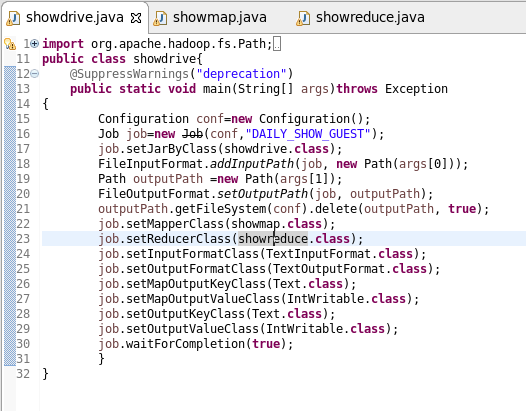 showdrive.java showmap.java showreduce.java
1 import org.apache.hadoop.fs.Path;
11 public class showdrive{
12 @SuppressWarnings("deprecation")
13 public static void main(String[] args)throws Exception
14 {
15 Configuration conf=new Configuration();
16 Job job=new Job(conf,"DAILY_SHOW_GUEST");
17 job.setJarByClass(showdrive.class);
18 FileInputFormat.addInputPath(job, new Path(args[0]));
19 Path outputPath =new Path(args[1]);
20 FileOutputFormat.setOutputPath(job, outputPath);
21 outputPath.getFileSystem(conf).delete(outputPath, true);
22 job.setMapperClass(showmap.class);
23 job.setReducerClass(showreduce.class);
24 job.setInputFormatClass(TextInputFormat.class);
25 job.setOutputFormatClass(TextOutputFormat.class);
26 job.setMapOutputKeyClass(Text.class);
27 job.setMapOutputValueClass(IntWritable.class);
28 job.setOutputKeyClass(Text.class);
29 job.setOutputValueClass(IntWritable.class);
30 job.waitForCompletion(true);
31 }
32 }